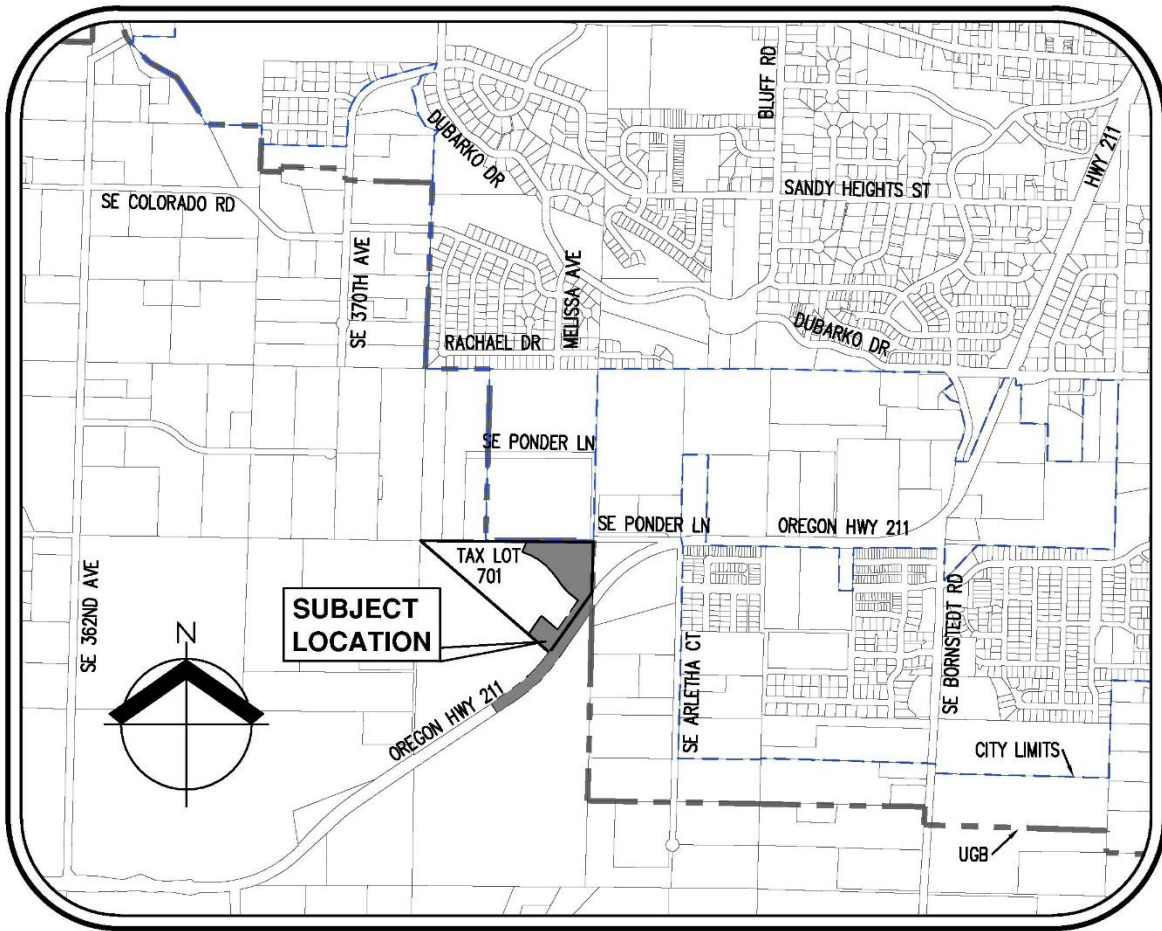 BLUFF RD
HWY 211
DUBARKO DR
SE COLORADO RD
SANDY HEIGHTS ST
SE 370TH AVE
MELISSA AVE
RACHAEL DR
DUBARKO DR
SE PONDER LN
SE PONDER LN
OREGON HWY 211
TAX LOT
701
SE 362ND AVE
SUBJECT
LOCATION
N
SE ARLETHA CT
SE BORNSTEDT RD
OREGON HWY 211
CITY LIMITS
UGB